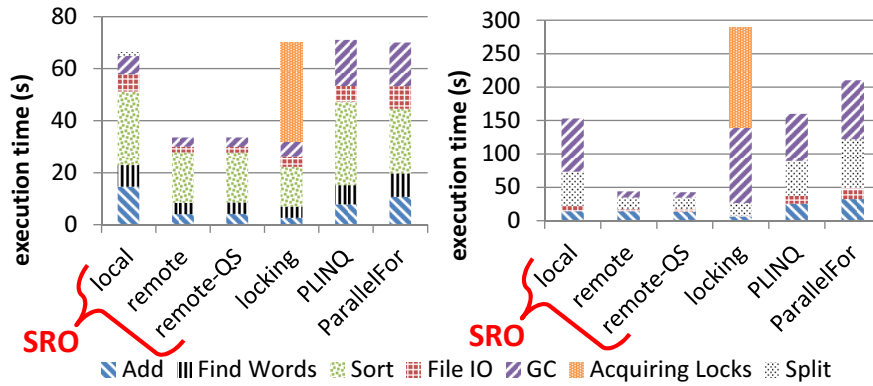 execution time (s)
80
60
40
20
0
local
remote
remote-QS
locking
PLINQ
ParallelFor
SRO
execution time (s)
300
250
200
150
100
50
0
local
remote
remote-QS
locking
PLINQ
ParallelFor
SRO
Add Find Words Sort File IO GC Acquiring Locks Split